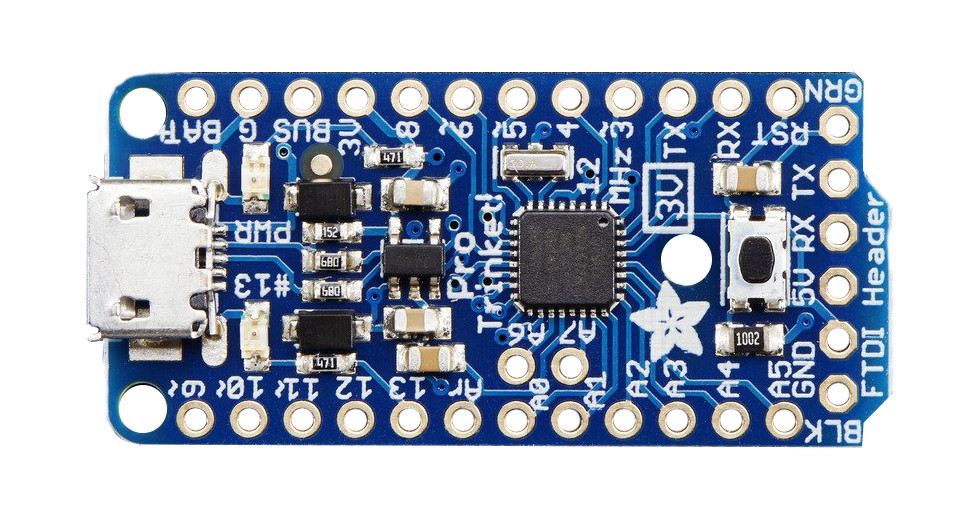 BAT G BUS 3V 8 ~6 ~5 4 ~3 TX RX RST
GRN
TX
RX
5V
GND
BLK
FTDI Header
471
12 MHz
3V
PWR
152
680
680
#13
471
Pro
Trinket!
A6 A7
1002
~9 ~10 ~11 12 13 Ar A0 A1 A2 A3 A4 A5